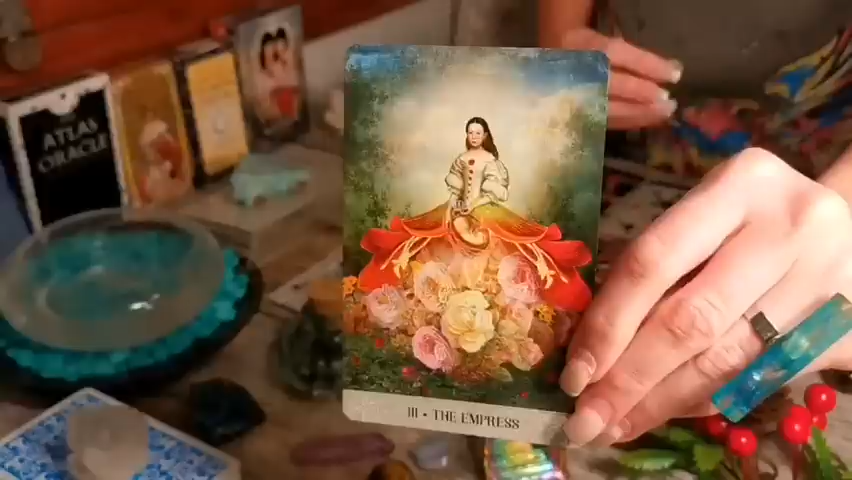 ATLAS
ORACLE
III • THE EMPRESS